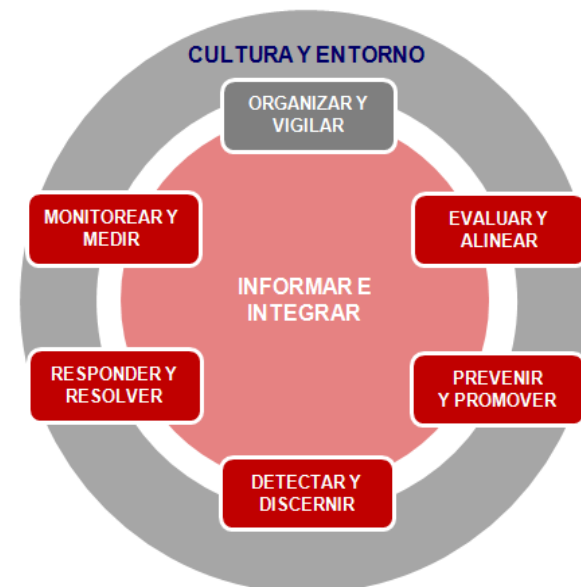 CULTURA Y ENTORNO
ORGANIZAR Y
VIGILAR
MONITOREAR Y
MEDIR
EVALUAR Y
ALINEAR
INFORMAR E
INTEGRAR
RESPONDER Y
RESOLVER
PREVENIR
Y PROMOVER
DETECTAR Y
DISCERNIR